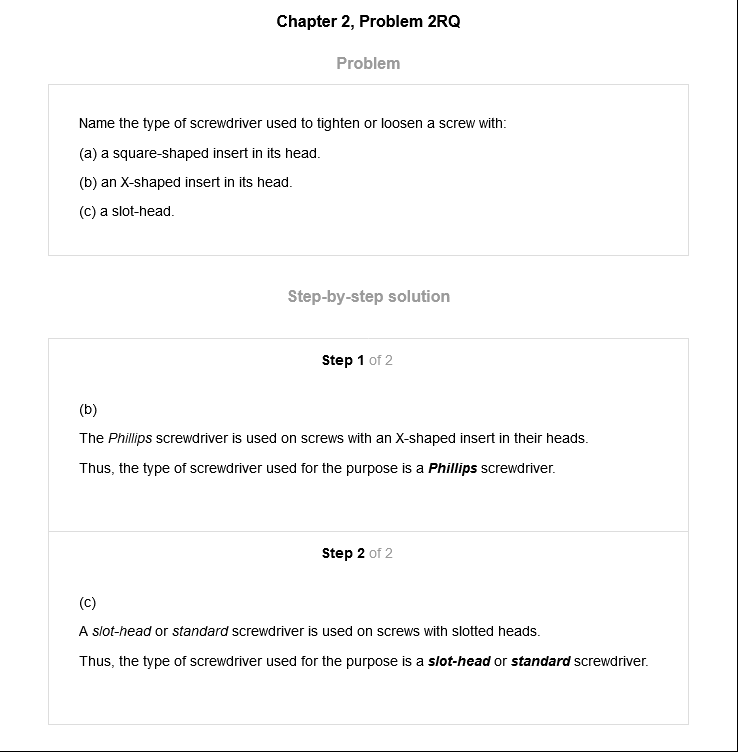 Chapter 2, Problem 2RQ
Problem
Name the type of screwdriver used to tighten or loosen a screw with:
(a) a square-shaped insert in its head.
(b) an X-shaped insert in its head.
(c) a slot-head.
Step-by-step solution
Step 1 of 2
(b)
The Phillips screwdriver is used on screws with an X-shaped insert in their heads.
Thus, the type of screwdriver used for the purpose is a Phillips screwdriver.
Step 2 of 2
(c)
A slot-head or standard screwdriver is used on screws with slotted heads.
Thus, the type of screwdriver used for the purpose is a slot-head or standard screwdriver.